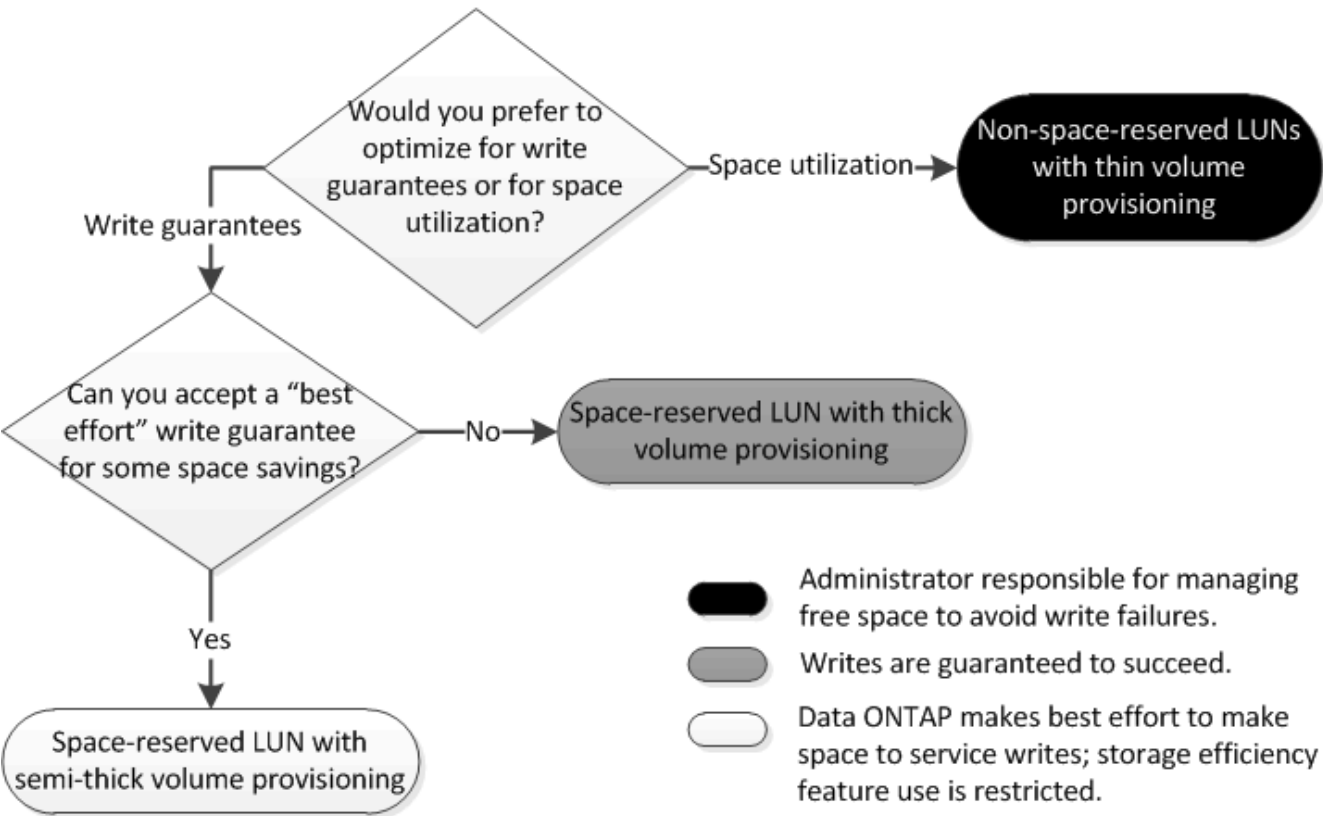 Would you prefer to
optimize for write
guarantees or for space
utilization?
Space utilization
Non-space-reserved LUNs
with thin volume
provisioning
Write guarantees
Can you accept a “best
effort” write guarantee
for some space savings?
No
Space-reserved LUN with thick
volume provisioning
Yes
Space-reserved LUN with
semi-thick volume provisioning
Administrator responsible for managing
free space to avoid write failures.
Writes are guaranteed to succeed.
Data ONTAP makes best effort to make
space to service writes; storage efficiency
feature use is restricted.